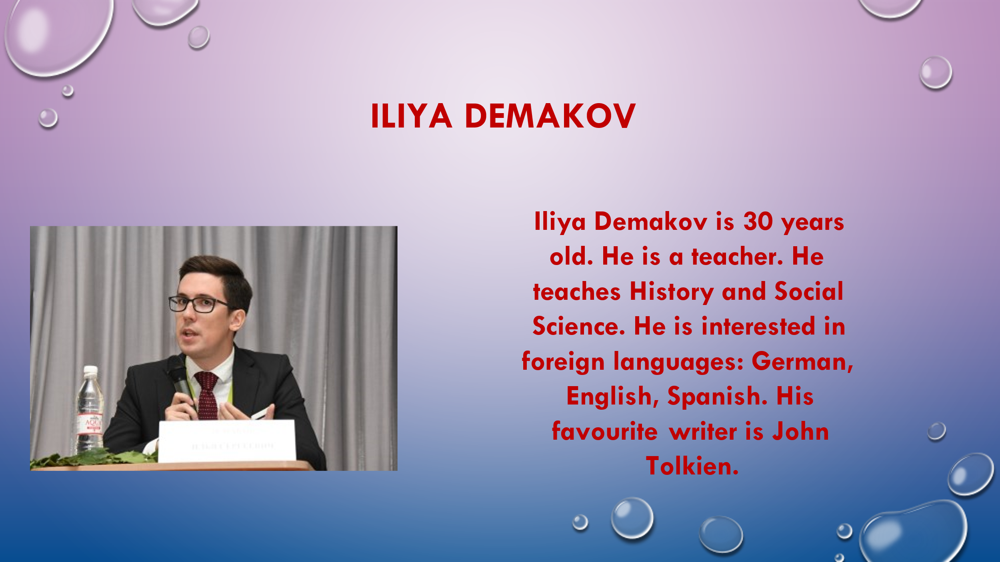 ILIYA DEMAKOV
Iliya Demakov is 30 years
old. He is a teacher. He
teaches History and Social
Science. He is interested in
foreign languages: German,
English, Spanish. His
favourite writer is John
Tolkien.
AQUA